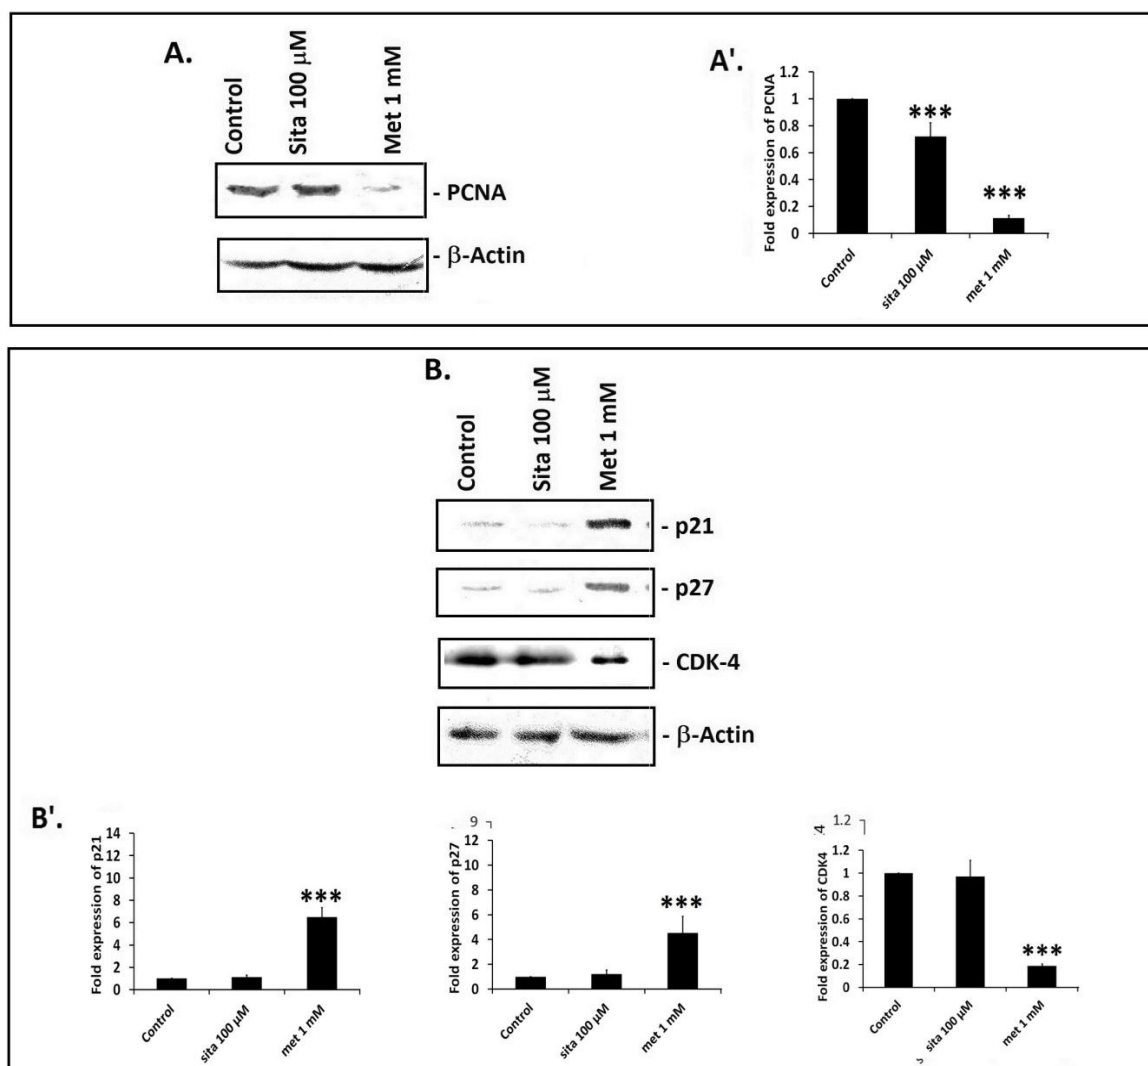 A.
Control
Sita 100 μM
Met 1 mM
- PCNA
- β-Actin
A'.
Fold expression of PCNA
1.2
1
0.8
0.6
0.4
0.2
0
***
***
Control
sita 100 μM
met 1 mM
B.
Control
Sita 100 μM
Met 1 mM
- p21
- p27
- CDK-4
- β-Actin
B'.
Fold expression of p21
14
12
10
8
6
4
2
0
***
Control
sita 100 μM
met 1 mM
9
Fold expression of p27
12
10
8
6
4
2
0
***
Control
sita 100 μM
met 1 mM
1.2
Fold expression of CDK4
1.2
1
0.8
0.6
0.4
0.2
0
***
Control
sita 100 μM
met 1 mM